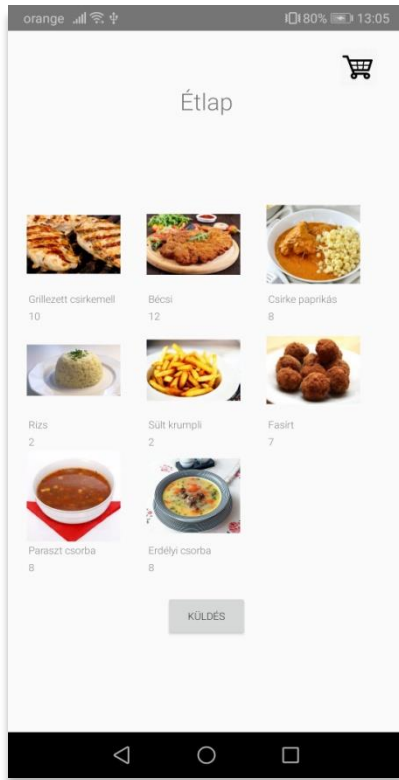 orange 80% 13:05
Étlap
Grillezett csirkemell Bécsi Csirke paprikás
10 12 8
Rizs Sült krumpli Fasírt
2 2 7
Paraszt csorba Erdélyi csorba
8 8
KÜLDÉS